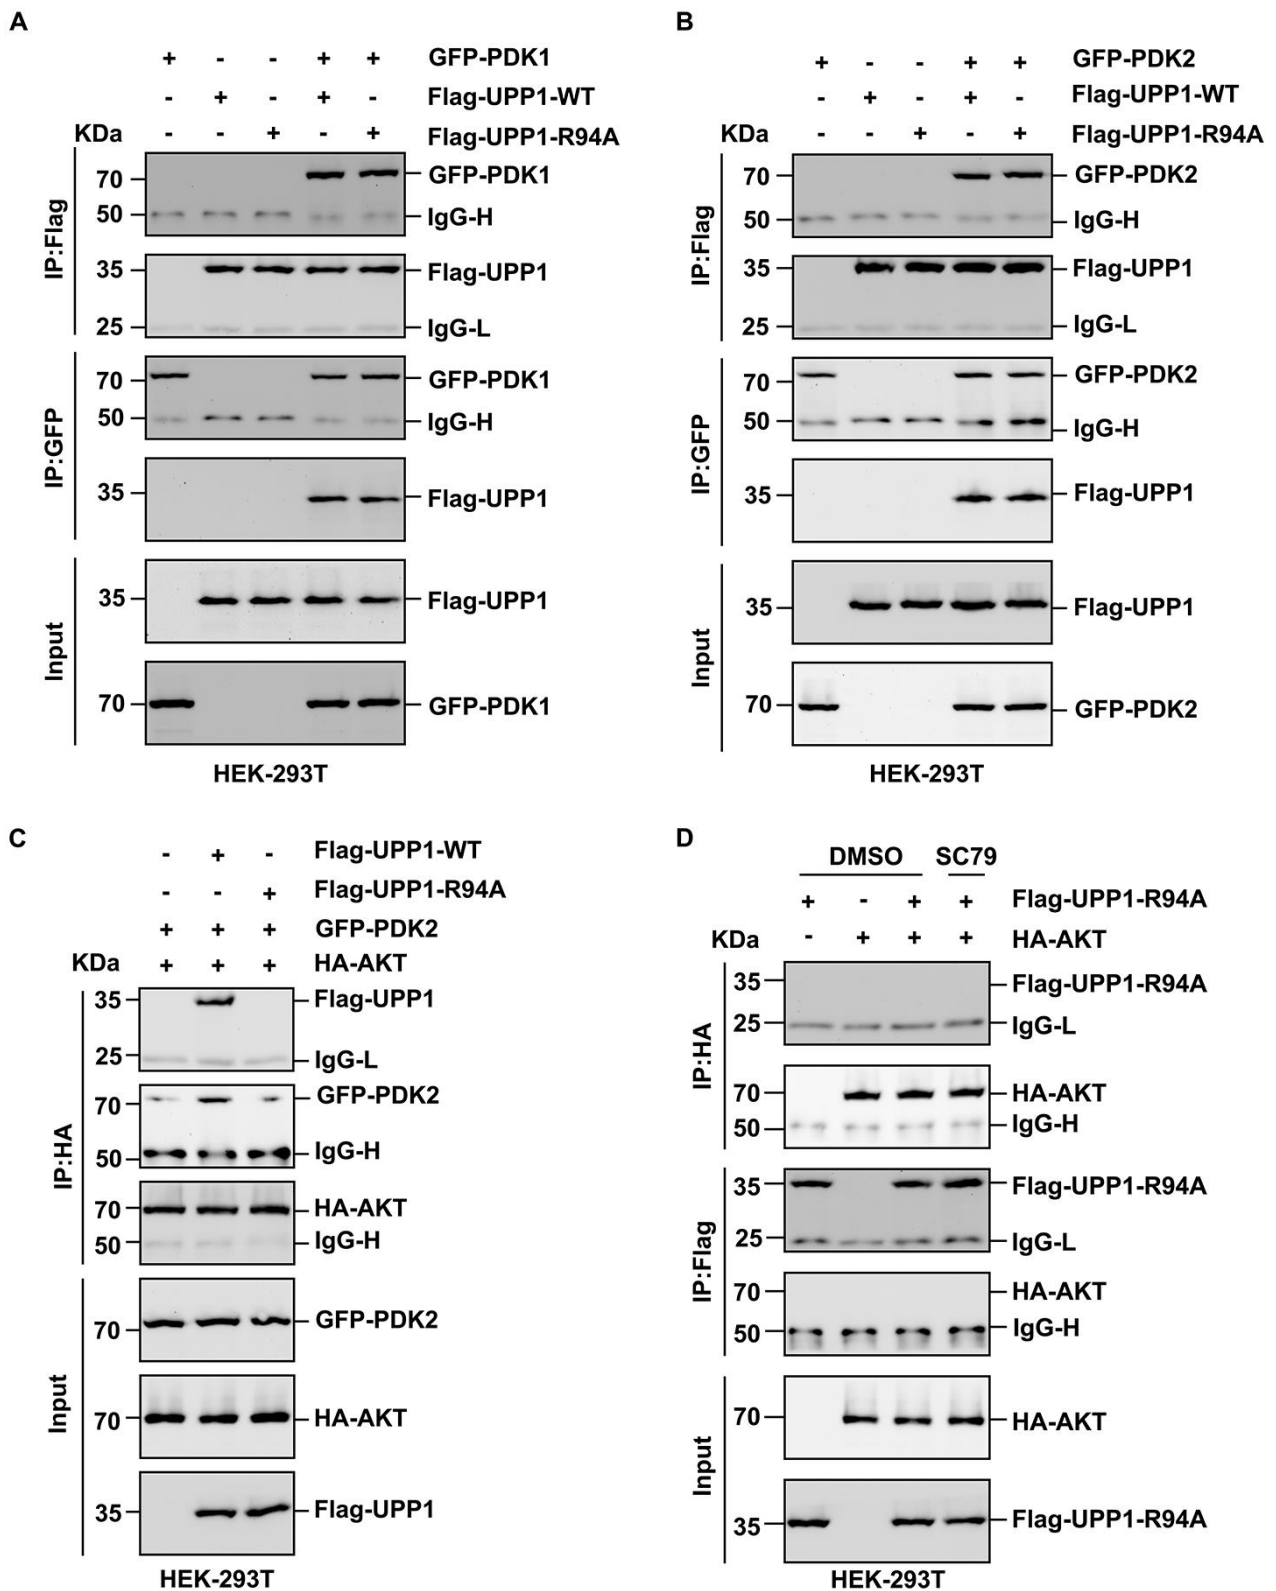 A
+ - - + + GFP-PDK1
- + - + - Flag-UPP1-WT
KDa - - + - + Flag-UPP1-R94A
IP:Flag
70 GFP-PDK1
50 IgG-H
35 Flag-UPP1
25 IgG-L
IP:GFP
70 GFP-PDK1
50 IgG-H
35 Flag-UPP1
Input
35 Flag-UPP1
70 GFP-PDK1
HEK-293T
B
+ - - + + GFP-PDK2
- + - + - Flag-UPP1-WT
KDa - - + - + Flag-UPP1-R94A
IP:Flag
70 GFP-PDK2
50 IgG-H
35 Flag-UPP1
25 IgG-L
IP:GFP
70 GFP-PDK2
50 IgG-H
35 Flag-UPP1
Input
35 Flag-UPP1
70 GFP-PDK2
HEK-293T
C
- + - Flag-UPP1-WT
- - + Flag-UPP1-R94A
+ + + GFP-PDK2
KDa + + + HA-AKT
IP:HA
35 Flag-UPP1
25 IgG-L
70 GFP-PDK2
50 IgG-H
70 HA-AKT
50 IgG-H
Input
70 GFP-PDK2
70 HA-AKT
35 Flag-UPP1
HEK-293T
D
DMSO SC79
+ - + + Flag-UPP1-R94A
KDa - + + + HA-AKT
IP:HA
35 Flag-UPP1-R94A
25 IgG-L
70 HA-AKT
50 IgG-H
IP:Flag
35 Flag-UPP1-R94A
25 IgG-L
70 HA-AKT
50 IgG-H
Input
70 HA-AKT
35 Flag-UPP1-R94A
HEK-293T